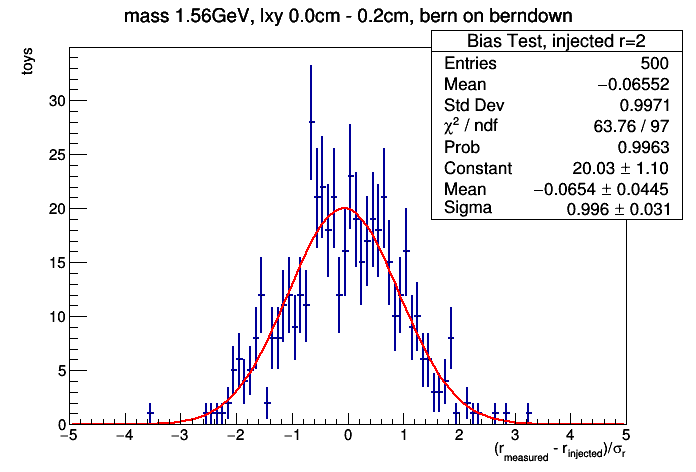 mass 1.56GeV, lxy 0.0cm - 0.2cm, bern on berndown
Bias Test, injected r=2
Entries 500
Mean −0.06552
Std Dev 0.9971
χ² / ndf 63.76 / 97
Prob 0.9963
Constant 20.03 ± 1.10
Mean −0.0654 ± 0.0445
Sigma 0.996 ± 0.031
toys
30
25
20
15
10
5
0
−5 −4 −3 −2 −1 0 1 2 3 4 5
(r_measured - r_injected)/σ_r